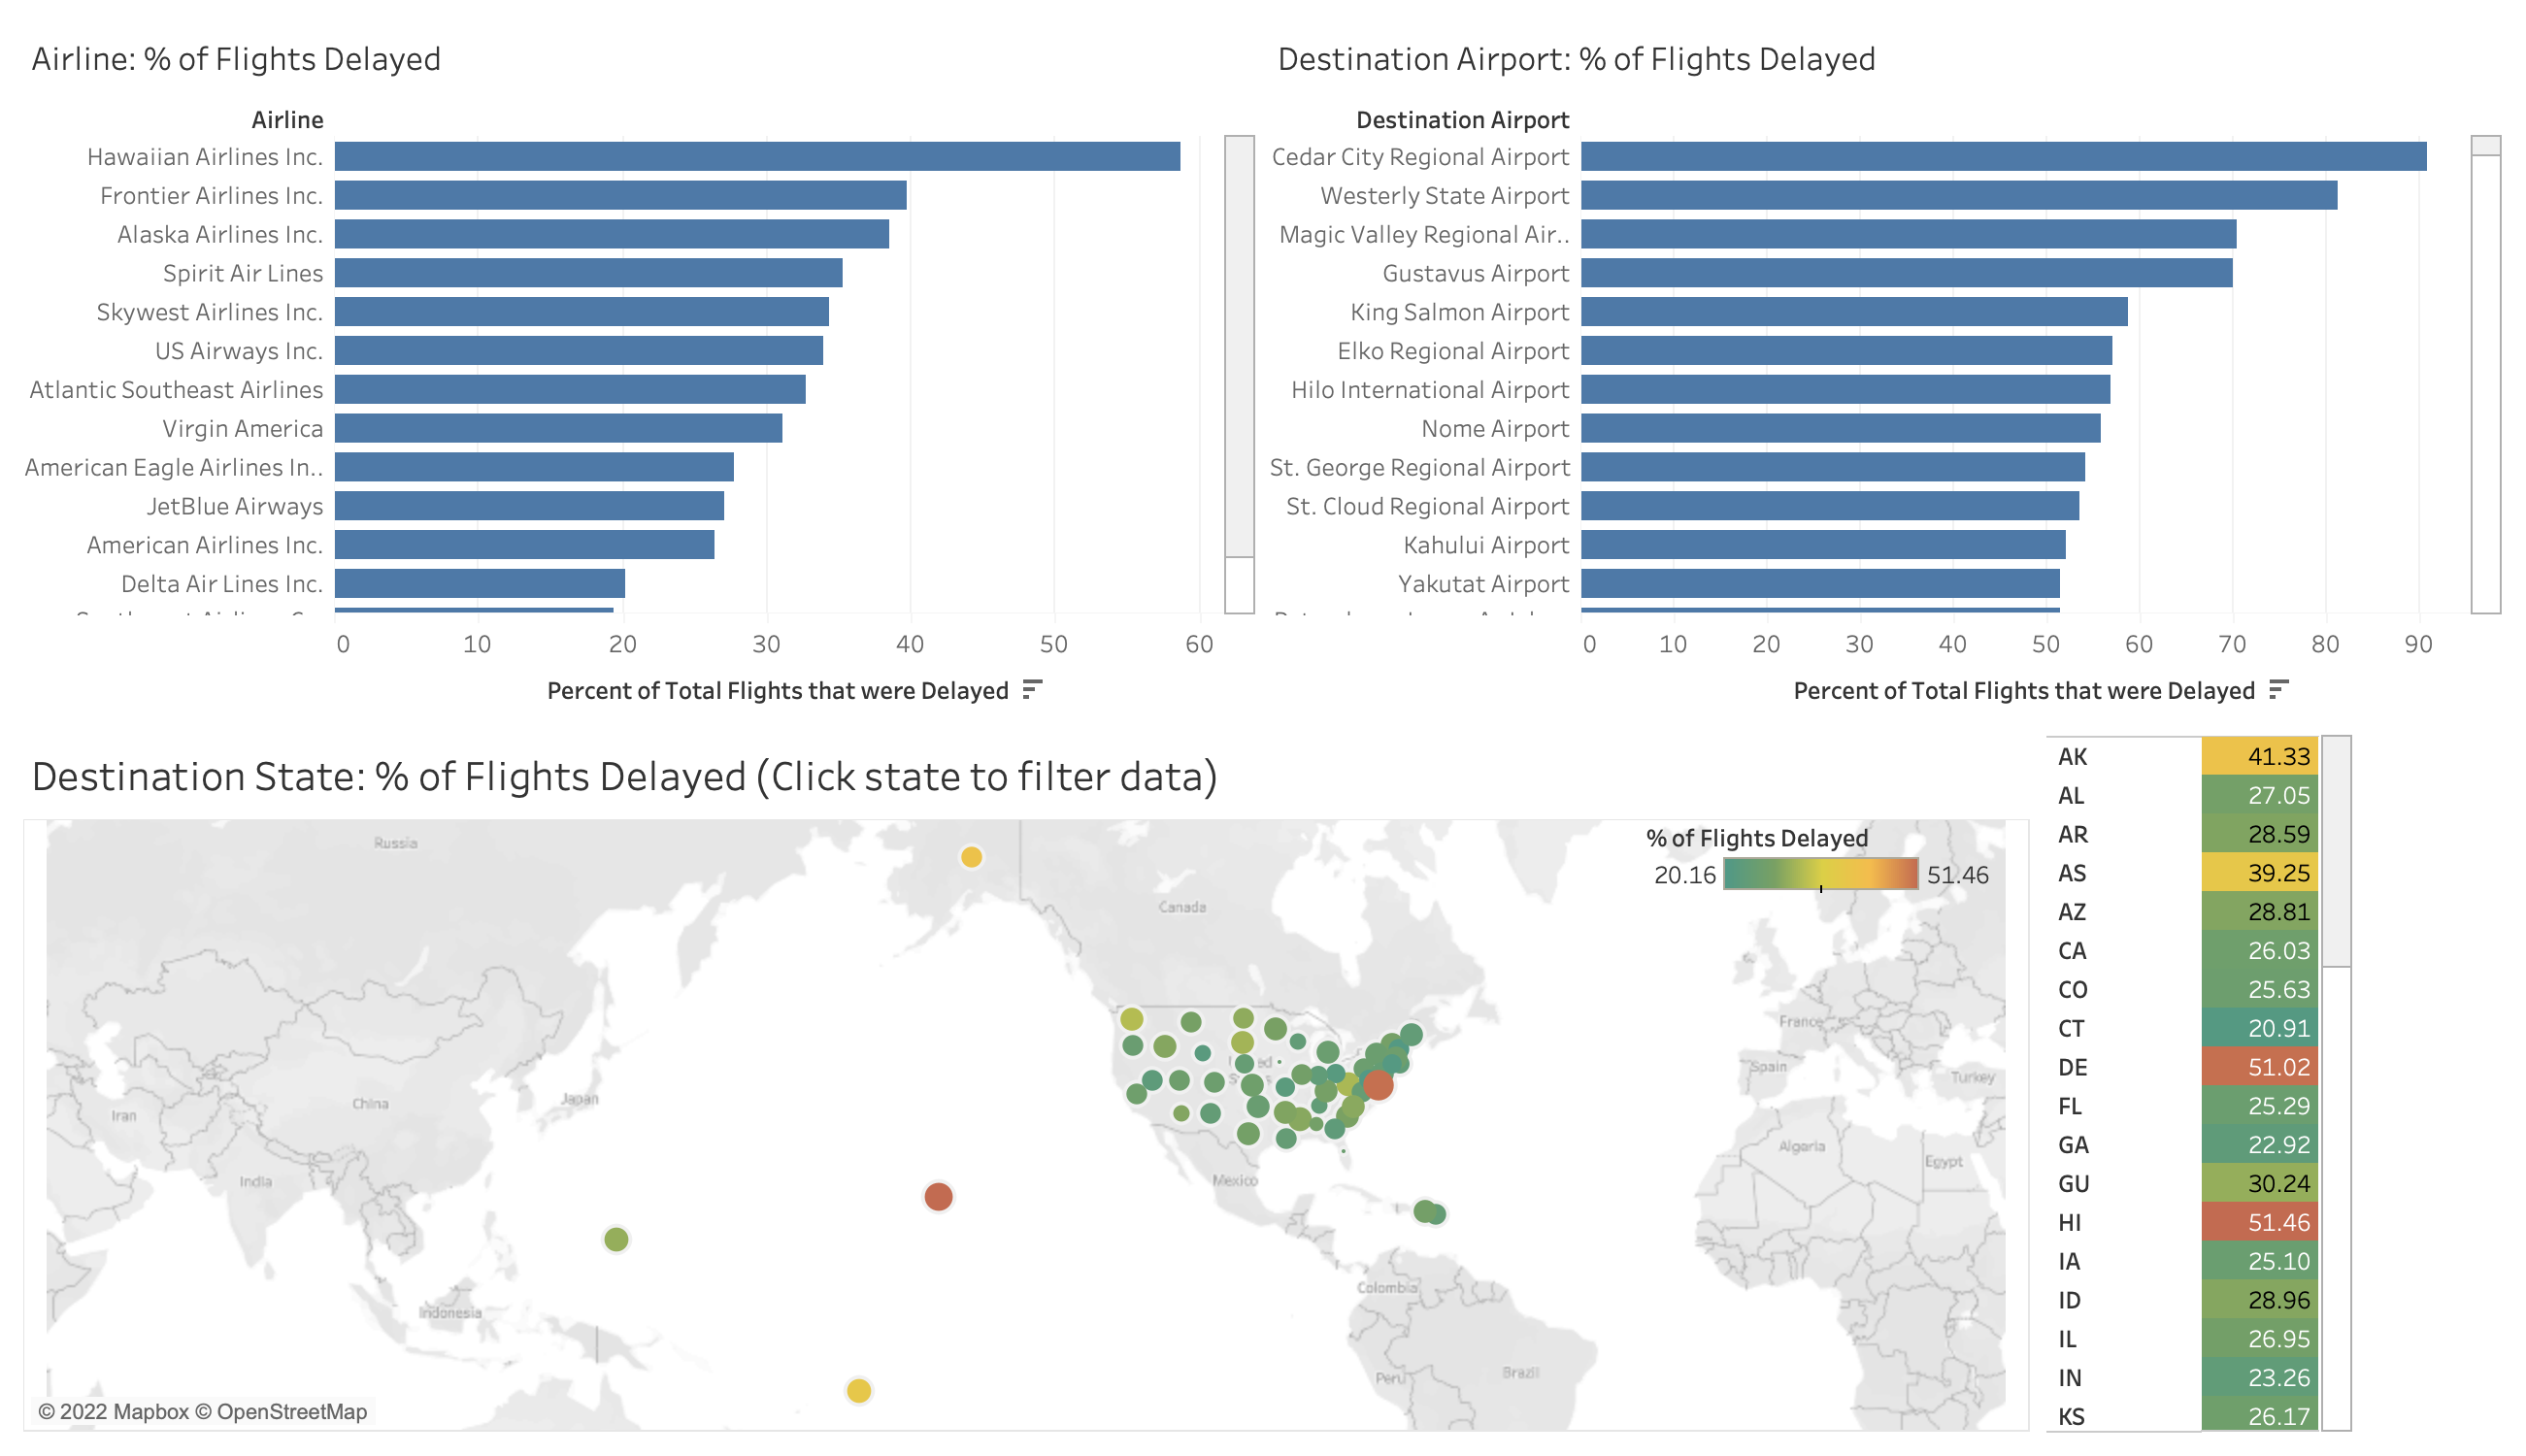 Airline: % of Flights Delayed
Airline
Hawaiian Airlines Inc.
Frontier Airlines Inc.
Alaska Airlines Inc.
Spirit Air Lines
Skywest Airlines Inc.
US Airways Inc.
Atlantic Southeast Airlines
Virgin America
American Eagle Airlines In..
JetBlue Airways
American Airlines Inc.
Delta Air Lines Inc.
0 10 20 30 40 50 60
Percent of Total Flights that were Delayed
Destination Airport: % of Flights Delayed
Destination Airport
Cedar City Regional Airport
Westerly State Airport
Magic Valley Regional Air..
Gustavus Airport
King Salmon Airport
Elko Regional Airport
Hilo International Airport
Nome Airport
St. George Regional Airport
St. Cloud Regional Airport
Kahului Airport
Yakutat Airport
0 10 20 30 40 50 60 70 80 90
Percent of Total Flights that were Delayed
Destination State: % of Flights Delayed (Click state to filter data)
% of Flights Delayed
20.16 51.46
Russia
Canada
France
Spain
Turkey
Japan
China
Iran
Algeria
Egypt
India
Mexico
Colombia
Indonesia
Peru
Brazil
© 2022 Mapbox © OpenStreetMap
AK 41.33
AL 27.05
AR 28.59
AS 39.25
AZ 28.81
CA 26.03
CO 25.63
CT 20.91
DE 51.02
FL 25.29
GA 22.92
GU 30.24
HI 51.46
IA 25.10
ID 28.96
IL 26.95
IN 23.26
KS 26.17